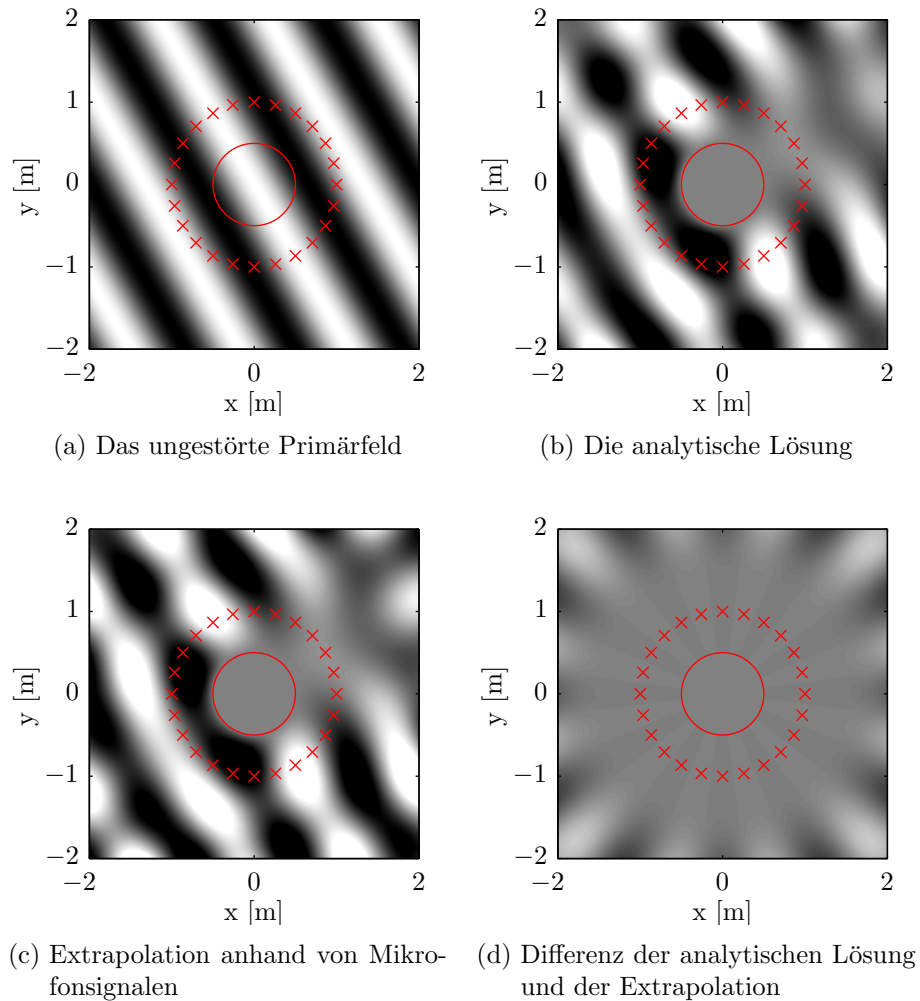 2
1
0
−1
−2
y [m]
−2
0
2
x [m]
(a) Das ungestörte Primärfeld
2
1
0
−1
−2
y [m]
−2
0
2
x [m]
(b) Die analytische Lösung
2
1
0
−1
−2
y [m]
−2
0
2
x [m]
(c) Extrapolation anhand von Mikro-
fonsignalen
2
1
0
−1
−2
y [m]
−2
0
2
x [m]
(d) Differenz der analytischen Lösung
und der Extrapolation